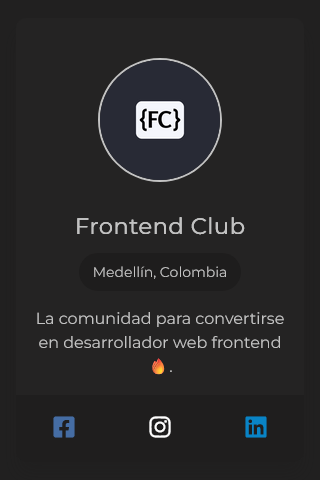 {FC}
Frontend Club
Medellín, Colombia
La comunidad para convertirse
en desarrollador web frontend
🔥 .